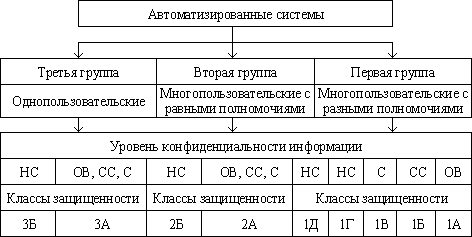 Автоматизированные системы
Третья группа
Вторая группа
Первая группа
Однопользовательские
Многопользовательские с
равными полномочиями
Многопользовательские с
разными полномочиями
Уровень конфиденциальности информации
НС ОВ, СС, С НС ОВ, СС, С НС НС С СС ОВ
Классы защищенности Классы защищенности Классы защищенности
3Б 3А 2Б 2А 1Д 1Г 1В 1Б 1А